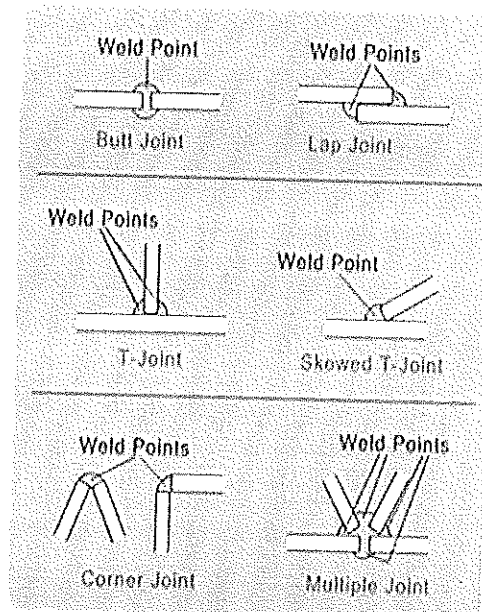 Weld Point
Weld Points
Butt Joint
Lap Joint
Weld Points
Weld Point
T-Joint
Skewed T-Joint
Weld Points
Weld Points
Corner Joint
Multiple Joint